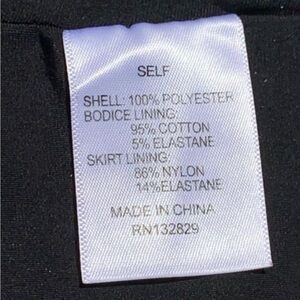 SELF
SHELL: 100% POLYESTER
BODICE LINING:
95% COTTON
5% ELASTANE
SKIRT LINING:
86% NYLON
14%ELASTANE
MADE IN CHINA
RN132829